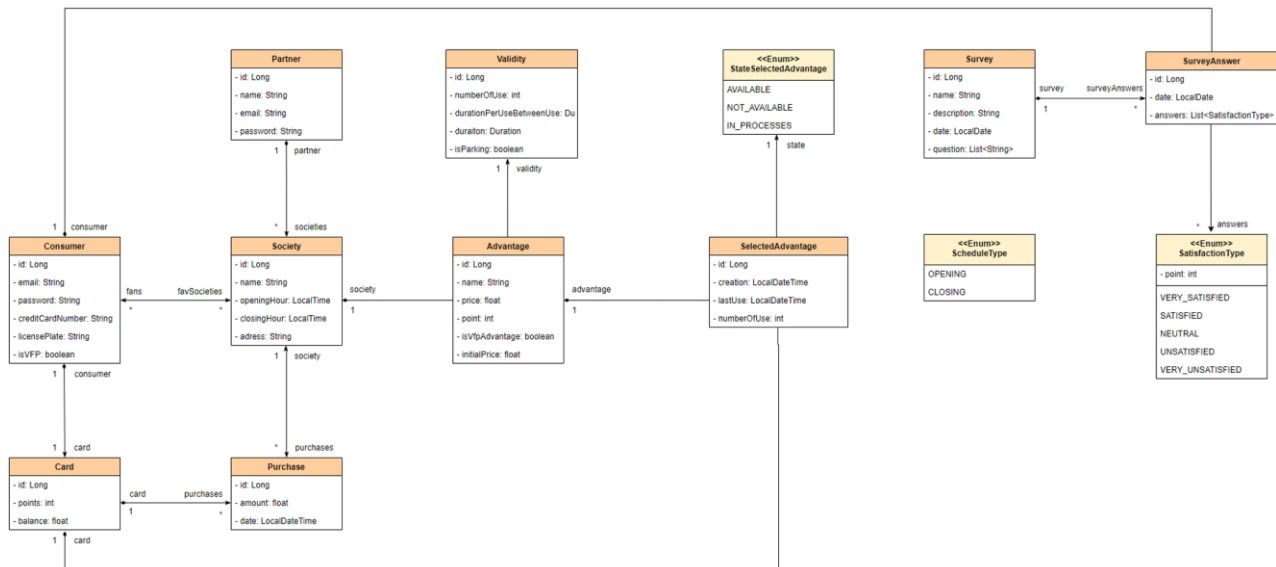 Partner
- id: Long
- name: String
- email: String
- password: String
1
partner
Validity
- id: Long
- numberOfUse: int
- durationPerUseBetweenUse: Du
- duraiton: Duration
- isParking: boolean
1
validity
<<Enum>>
StateSelectedAdvantage
AVAILABLE
NOT_AVAILABLE
IN_PROCESSES
1
state
Survey
- id: Long
- name: String
- description: String
- date: LocalDate
- question: List<String>
survey
1
surveyAnswers
*
SurveyAnswer
- id: Long
- date: LocalDate
- answers: List<SatisfactionType>
1
consumer
Consumer
- id: Long
- email: String
- password: String
- creditCardNumber: String
- licensePlate: String
- isVFP: boolean
1
consumer
fans
*
favSocieties
*
*
societies
Society
- id: Long
- name: String
- openingHour: LocalTime
- closingHour: LocalTime
- adress: String
1
society
society
1
Advantage
- id: Long
- name: String
- price: float
- point: int
- isVfpAdvantage: boolean
- initialPrice: float
advantage
1
SelectedAdvantage
- id: Long
- creation: LocalDateTime
- lastUse: LocalDateTime
- numberOfUse: int
<<Enum>>
ScheduleType
OPENING
CLOSING
*
answers
<<Enum>>
SatisfactionType
- point: int
VERY_SATISFIED
SATISFIED
NEUTRAL
UNSATISFIED
VERY_UNSATISFIED
1
card
Card
- id: Long
- points: int
- balance: float
1
card
card
1
purchases
*
*
purchases
Purchase
- id: Long
- amount: float
- date: LocalDateTime